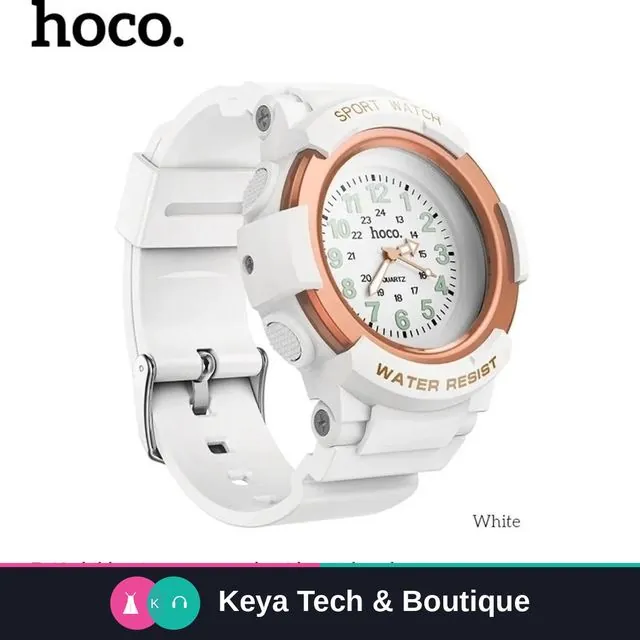 hoco.
SPORT WATCH
12
11
23 24 13
10 22
hoco.
14
2
9 21
15 3
20
QUARTZ
16 4
8
19 18 17
7 6 5
WATER RESIST
White
K
Keya Tech & Boutique